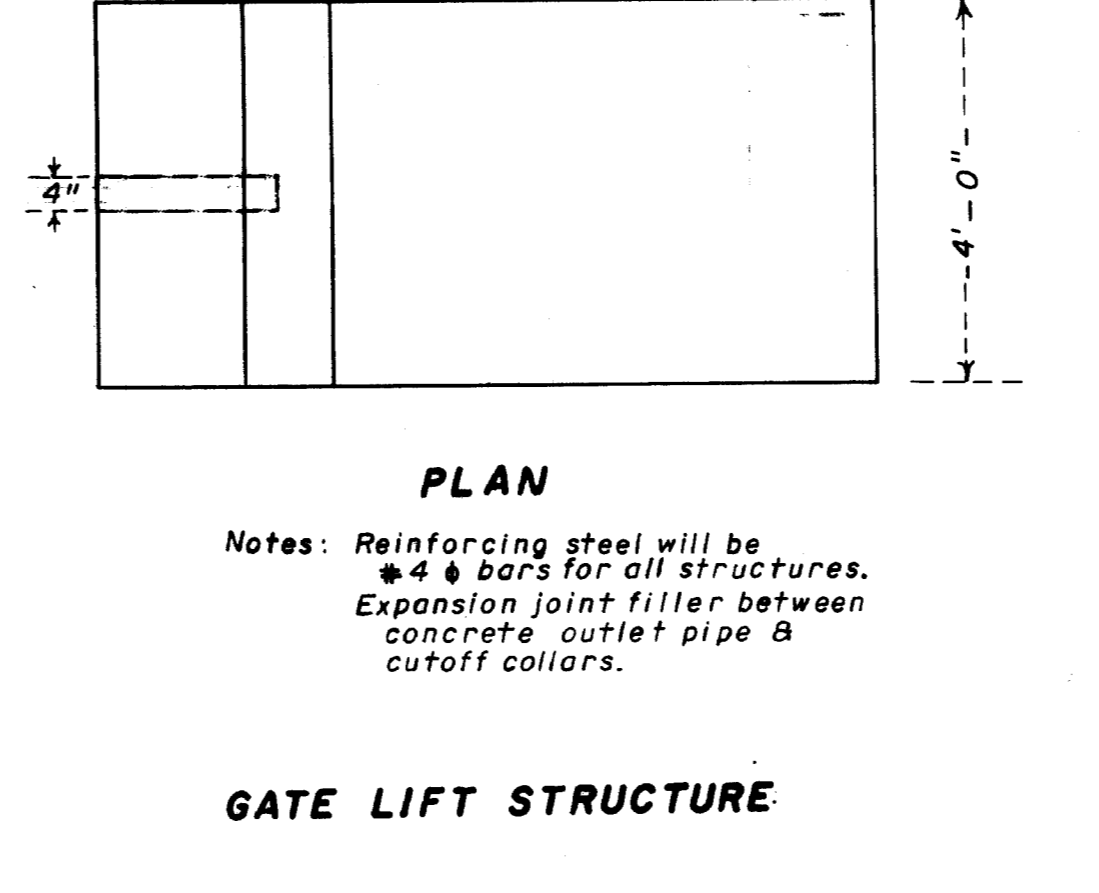 4"
4'-0"
PLAN
Notes: Reinforcing steel will be
#4 ϕ bars for all structures.
Expansion joint filler between
concrete outlet pipe &
cutoff collars.
GATE LIFT STRUCTURE